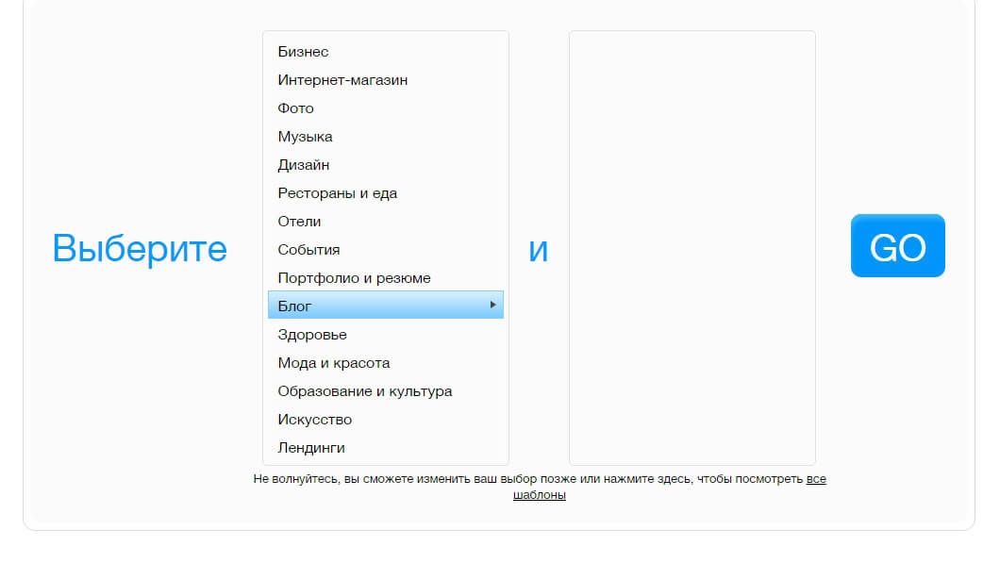 Выберите
Бизнес
Интернет-магазин
Фото
Музыка
Дизайн
Рестораны и еда
Отели
События
Портфолио и резюме
Блог
Здоровье
Мода и красота
Образование и культура
Искусство
Лендинги
и
GO
Не волнуйтесь, вы сможете изменить ваш выбор позже или нажмите здесь, чтобы посмотреть все
шаблоны